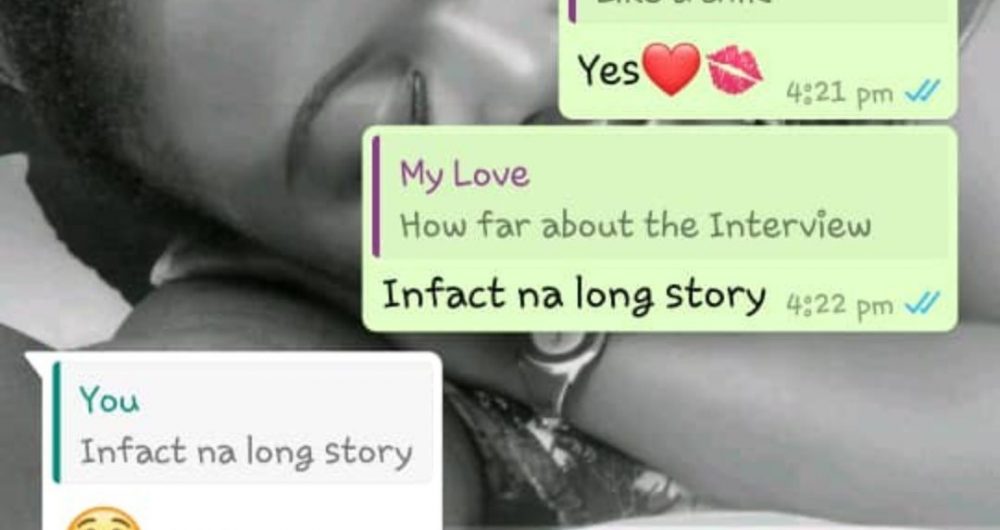 Yes❤️💋 4:21 pm
My Love
How far about the Interview
Infact na long story 4:22 pm
You
Infact na long story